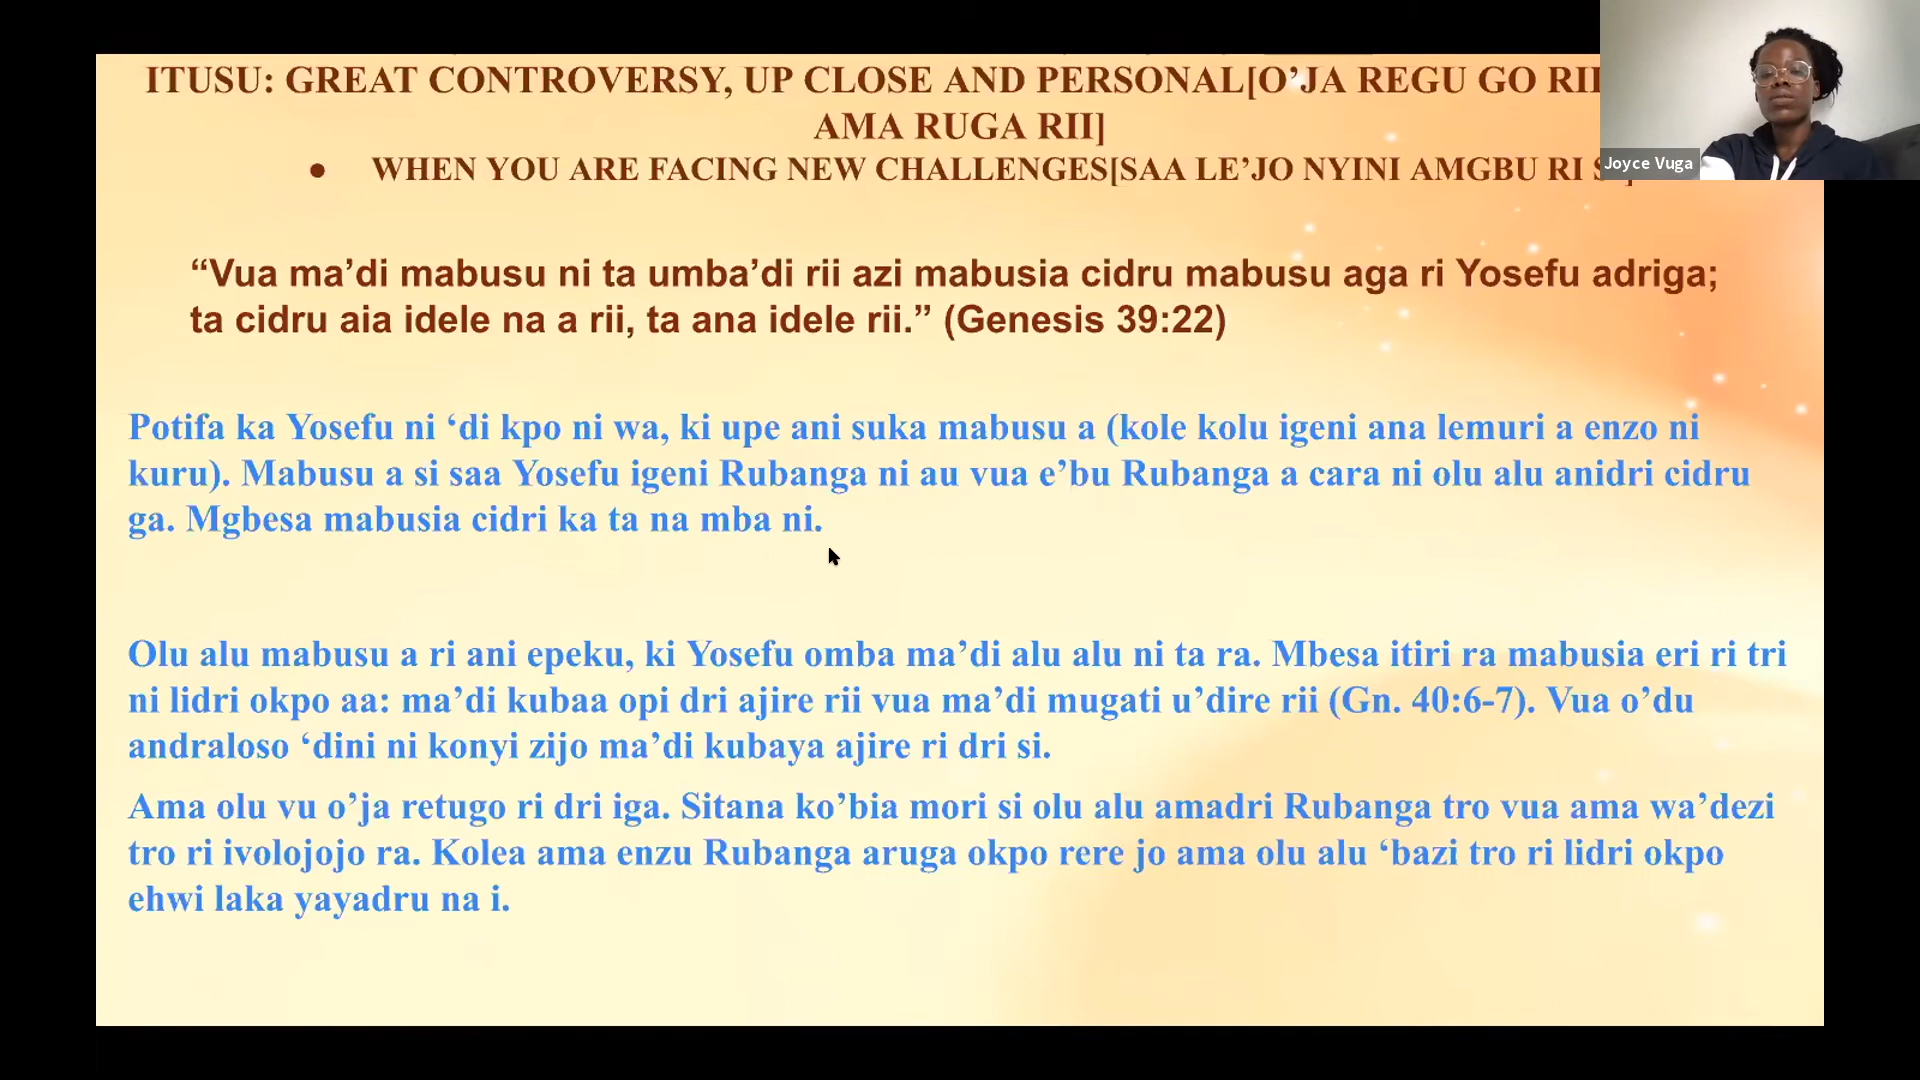 ITUSU: GREAT CONTROVERSY, UP CLOSE AND PERSONAL[O’JA REGU GO
AMA RUGA RII]
● WHEN YOU ARE FACING NEW CHALLENGES[SAA LE’JO NYINI AMGBU RI
Joyce Vuga
“Vua ma’di mabusu ni ta umba’di rii azi mabusia cidru mabusu aga ri Yosefu adriga;
ta cidru aia idele na a rii, ta ana idele rii.” (Genesis 39:22)
Potifa ka Yosefu ni ‘di kpo ni wa, ki upe ani suka mabusu a (kole kolu igeni ana lemuri a enzo ni
kuru). Mabusu a si saa Yosefu igeni Rubanga ni au vua e’bu Rubanga a cara ni olu alu anidri cidru
ga. Mgbesa mabusia cidri ka ta na mba ni.
Olu alu mabusu a ri ani epeku, ki Yosefu omba ma’di alu alu ni ta ra. Mbesa itiri ra mabusia eri ri tri
ni lidri okpo aa: ma’di kubaa opi dri ajire rii vua ma’di mugati u’dire rii (Gn. 40:6-7). Vua o’du
andraloso ‘dini ni konyi zijo ma’di kubaya ajire ri dri si.
Ama olu vu o’ja retugo ri dri iga. Sitana ko’bia mori si olu alu amadri Rubanga tro vua ama wa’dezi
tro ri ivolojojo ra. Kolea ama enzu Rubanga aruga okpo rere jo ama olu alu ‘bazi tro ri lidri okpo
ehwi laka yayadru na i.